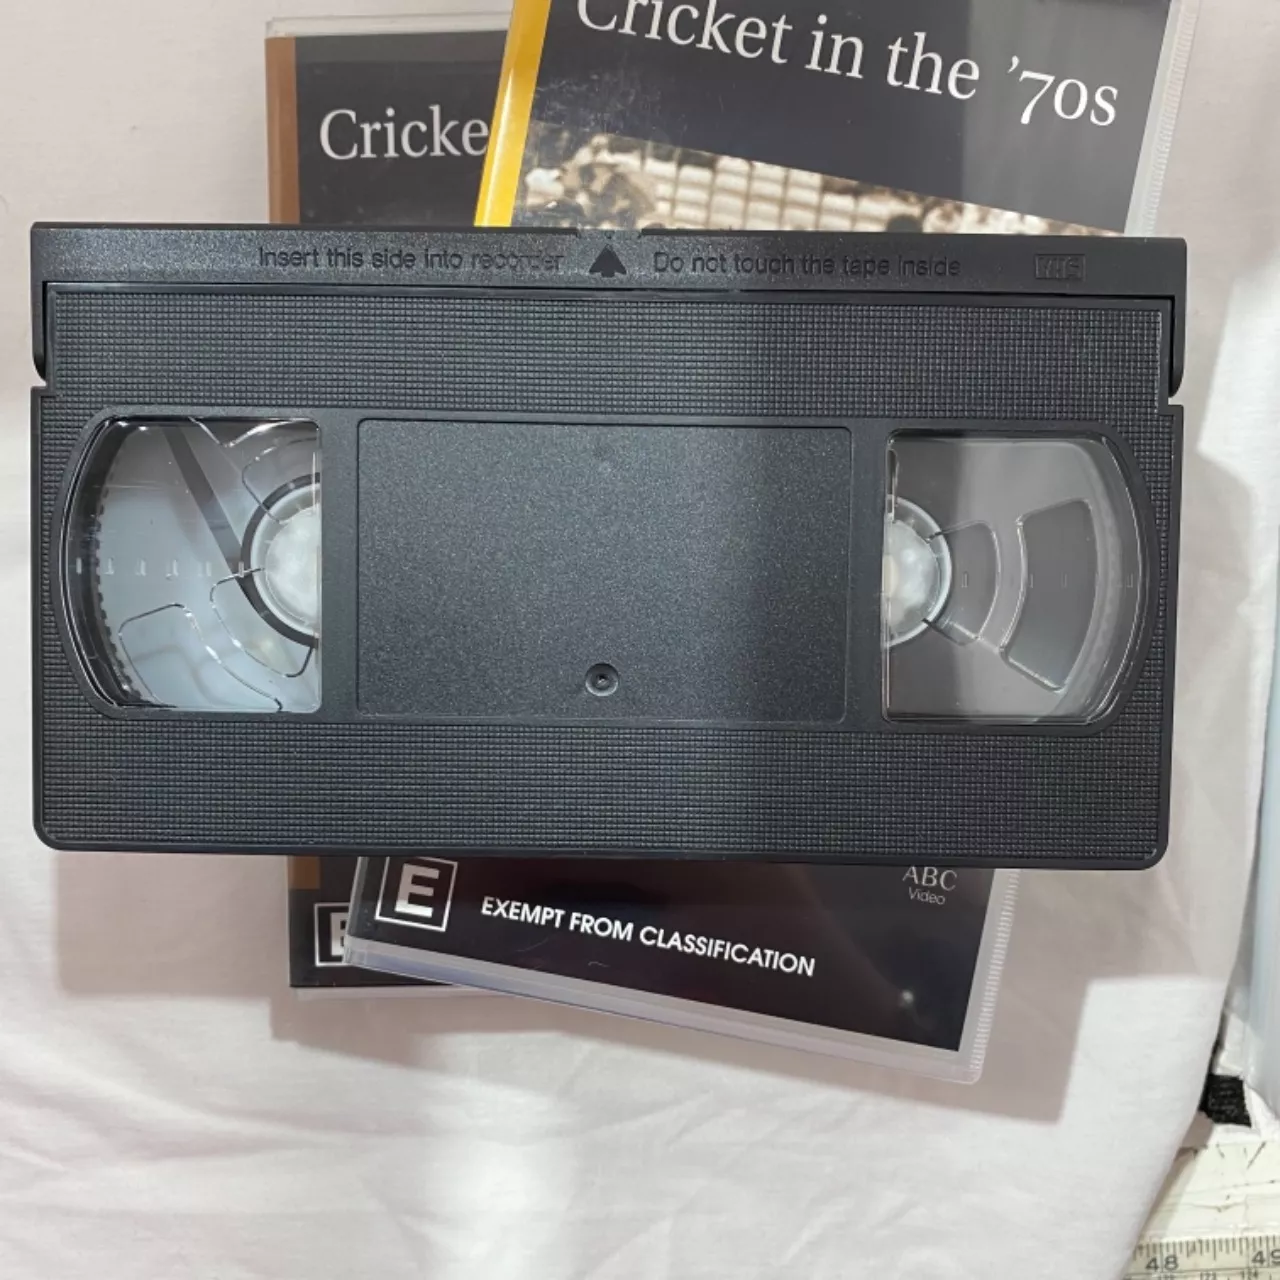 Cricket in the '70s
Cricke
Insert this side into recorder Do not touch the tape inside VHS
E
ABC
Video
EXEMPT FROM CLASSIFICATION
48 49